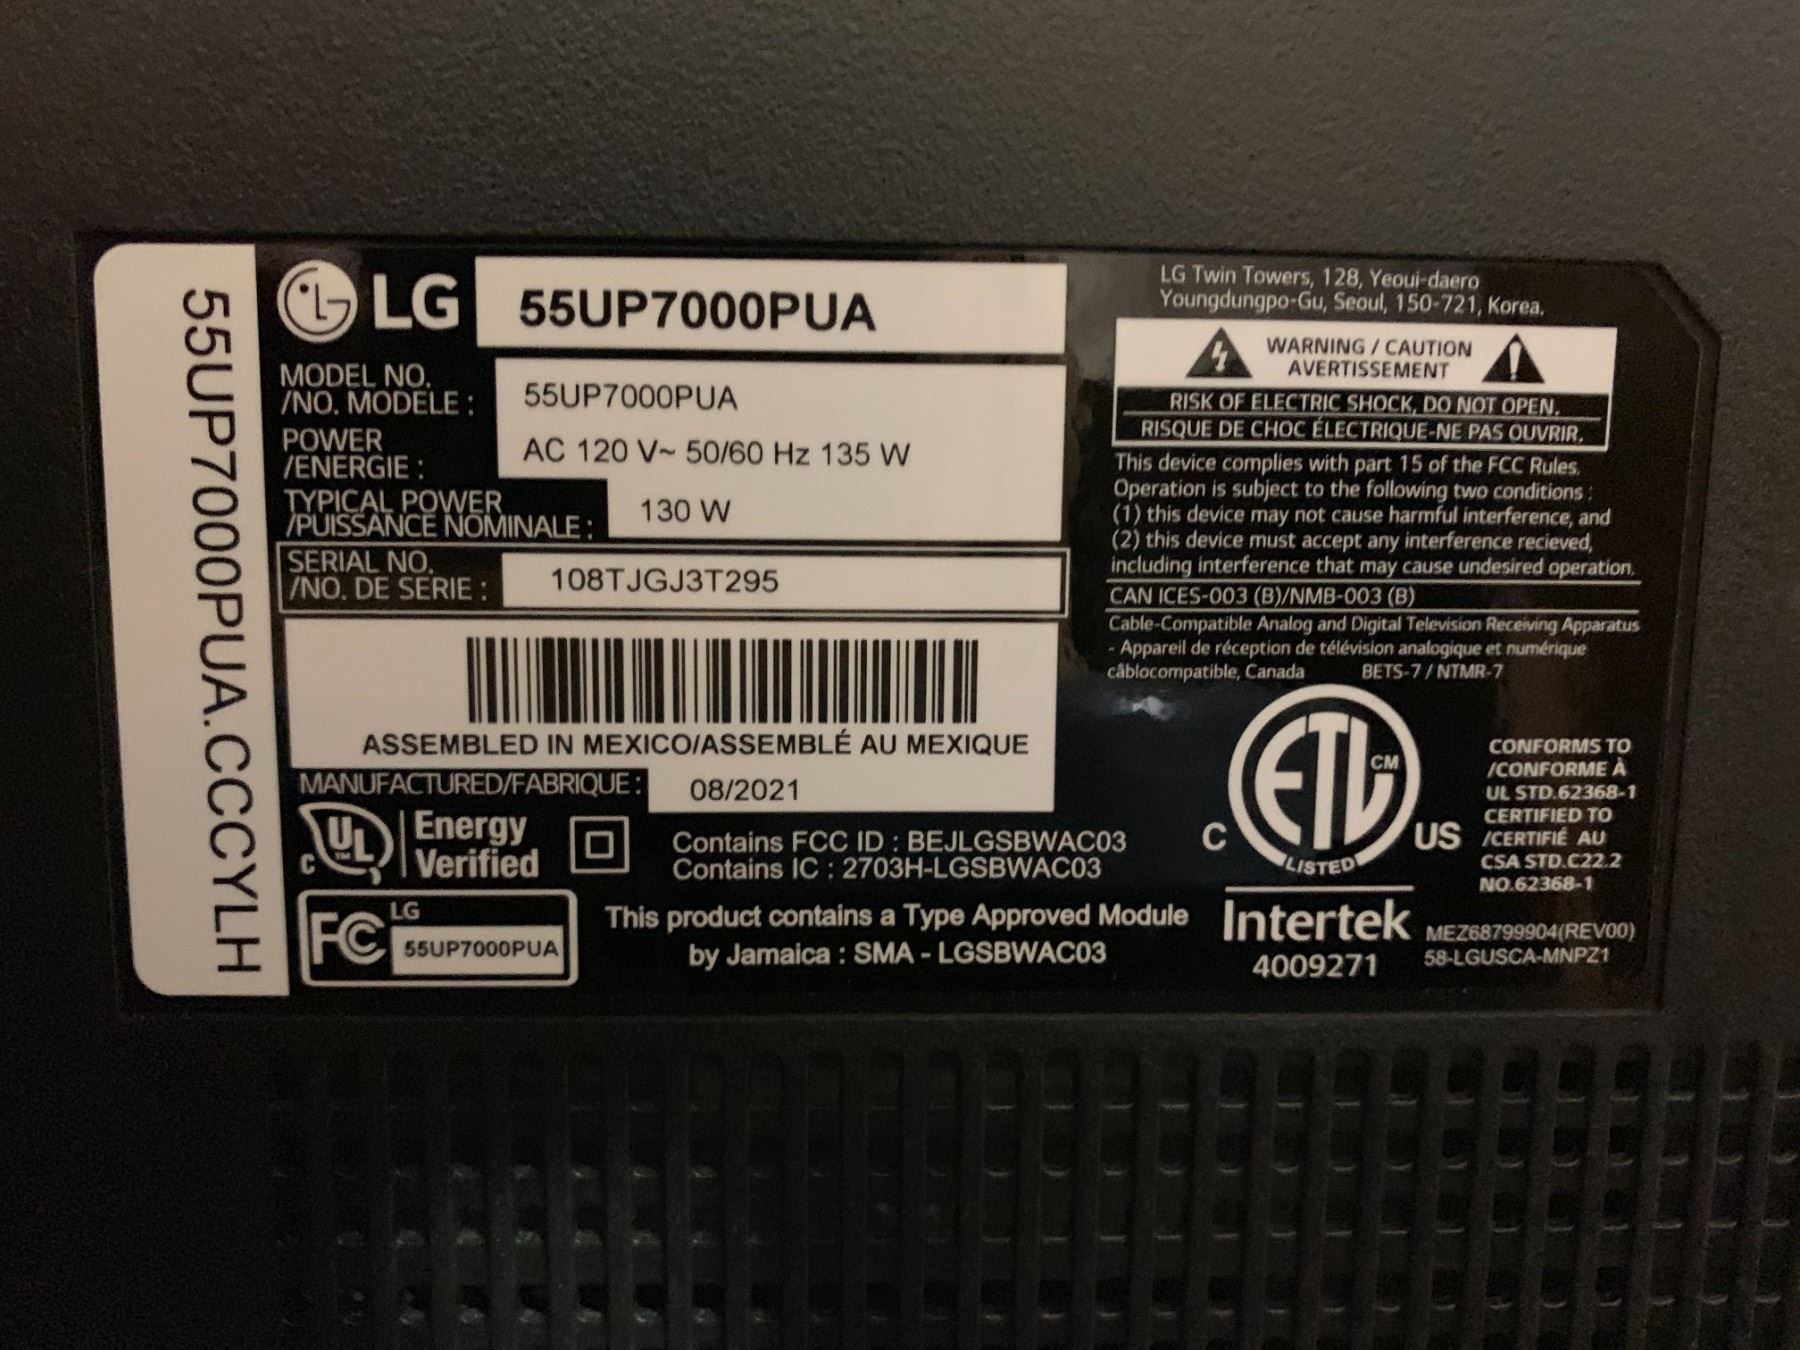 55UP7000PUA.CCCYLH
LG
55UP7000PUA
MODEL NO.
/NO. MODÈLE :
55UP7000PUA
POWER
/ÉNERGIE :
AC 120 V~ 50/60 Hz 135 W
TYPICAL POWER
/PUISSANCE NOMINALE :
130 W
SERIAL NO.
/NO. DE SÉRIE :
108TJGJ3T295
ASSEMBLED IN MEXICO/ASSEMBLÉ AU MEXIQUE
MANUFACTURED/FABRIQUE :
08/2021
UL
TM
C
Energy
Verified
Contains FCC ID : BEJLGSBWAC03
Contains IC : 2703H-LGSBWAC03
FC
LG
55UP7000PUA
This product contains a Type Approved Module
by Jamaica : SMA - LGSBWAC03
LG Twin Towers, 128, Yeoui-daero
Youngdungpo-Gu, Seoul, 150-721, Korea.
WARNING / CAUTION
AVERTISSEMENT
RISK OF ELECTRIC SHOCK, DO NOT OPEN.
RISQUE DE CHOC ÉLECTRIQUE-NE PAS OUVRIR.
This device complies with part 15 of the FCC Rules.
Operation is subject to the following two conditions :
(1) this device may not cause harmful interference, and
(2) this device must accept any interference recieved,
including interference that may cause undesired operation.
CAN ICES-003 (B)/NMB-003 (B)
Cable-Compatible Analog and Digital Television Receiving Apparatus
- Appareil de réception de télévision analogique et numérique
câblocompatible, Canada BETS-7 / NTMR-7
ETL
CM
LISTED
C US
Intertek
4009271
CONFORMS TO
/CONFORME À
UL STD.62368-1
CERTIFIED TO
/CERTIFIÉ AU
CSA STD.C22.2
NO.62368-1
MEZ68799904(REV00)
58-LGUSCA-MNPZ1